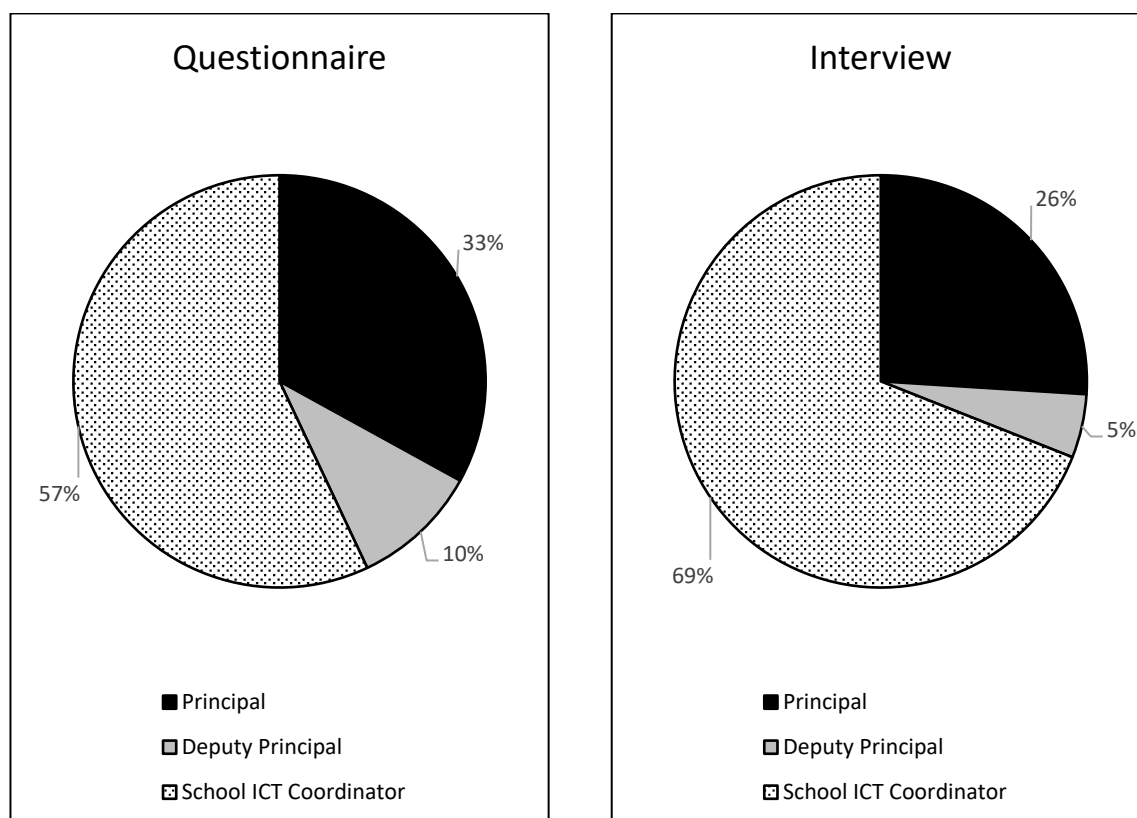 Questionnaire
33%
10%
57%
Principal
Deputy Principal
School ICT Coordinator
Interview
26%
5%
69%
Principal
Deputy Principal
School ICT Coordinator